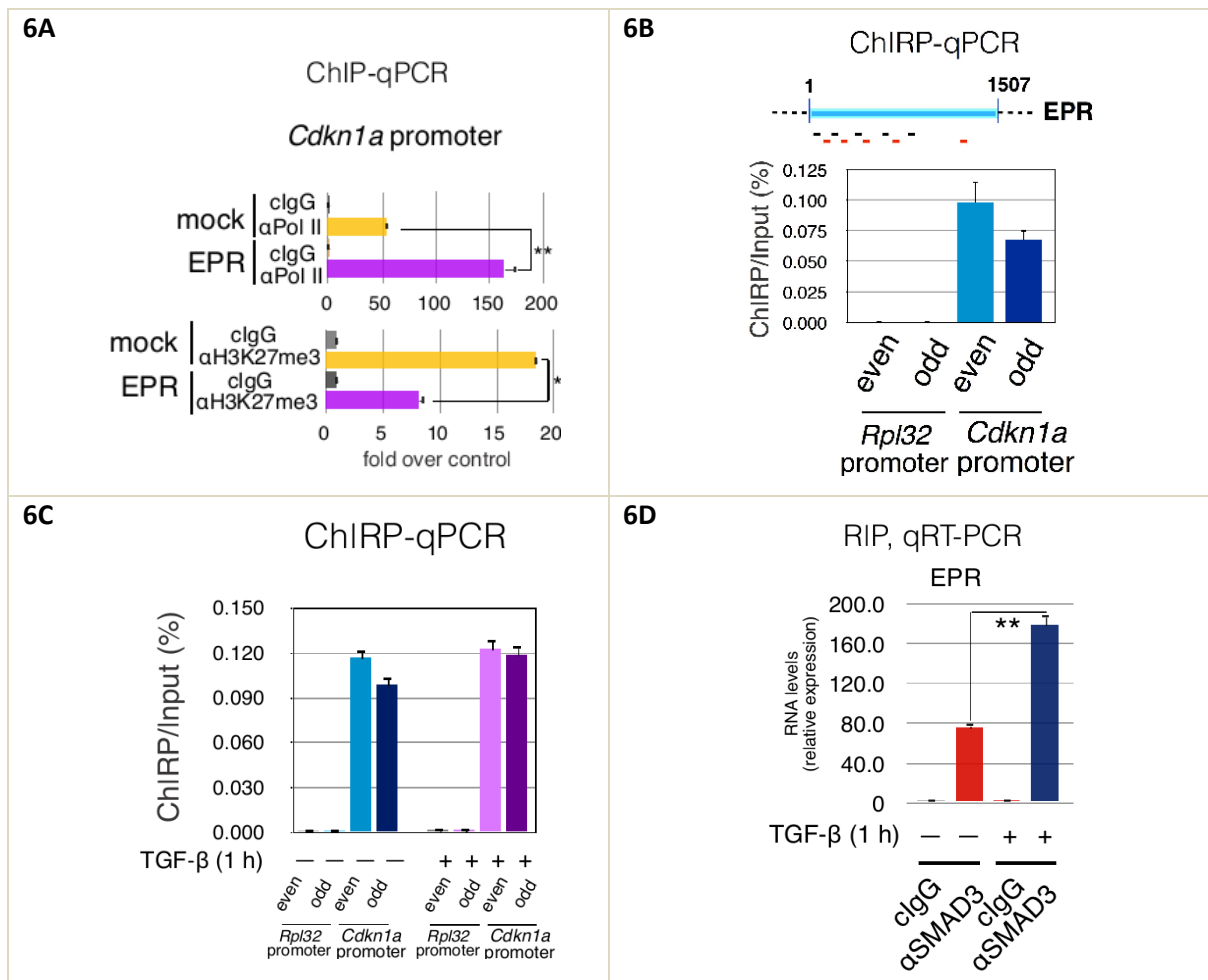 6A
ChIP-qPCR
Cdkn1a promoter
mock
cIgG
αPol II
EPR
cIgG
αPol II
**
0 50 100 150 200
mock
cIgG
αH3K27me3
EPR
cIgG
αH3K27me3
*
0 5 10 15 20
fold over control
6B
ChIRP-qPCR
1 1507
EPR
ChIRP/Input (%)
0.125
0.100
0.075
0.050
0.025
0.000
even odd even odd
Rpl32 Cdkn1a
promoter promoter
6C
ChIRP-qPCR
ChIRP/Input (%)
0.150
0.120
0.090
0.060
0.030
0.000
TGF-β (1 h) — — — — + + + +
even odd even odd even odd even odd
Rpl32 Cdkn1a Rpl32 Cdkn1a
promoter promoter promoter promoter
6D
RIP, qRT-PCR
EPR
RNA levels
(relative expression)
200.0
160.0
120.0
80.0
40.0
0
**
TGF-β (1 h) — — + +
cIgG αSMAD3 cIgG αSMAD3